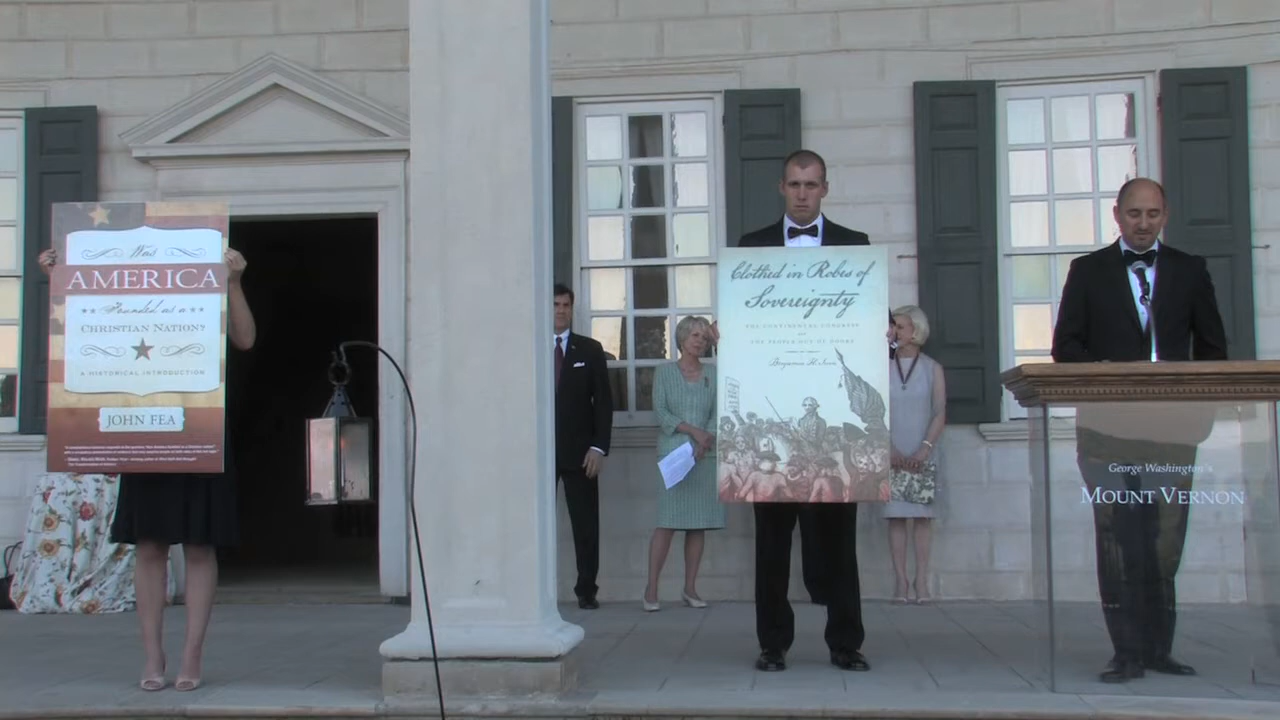 Was
AMERICA
Founded as a
CHRISTIAN NATION?
A HISTORICAL INTRODUCTION
JOHN FEA
Clothed in Robes of
Sovereignty
THE CONTINENTAL CONGRESS
and
THE PEOPLE OUT OF DOORS
Benjamin H. Irvin
George Washington's
MOUNT VERNON